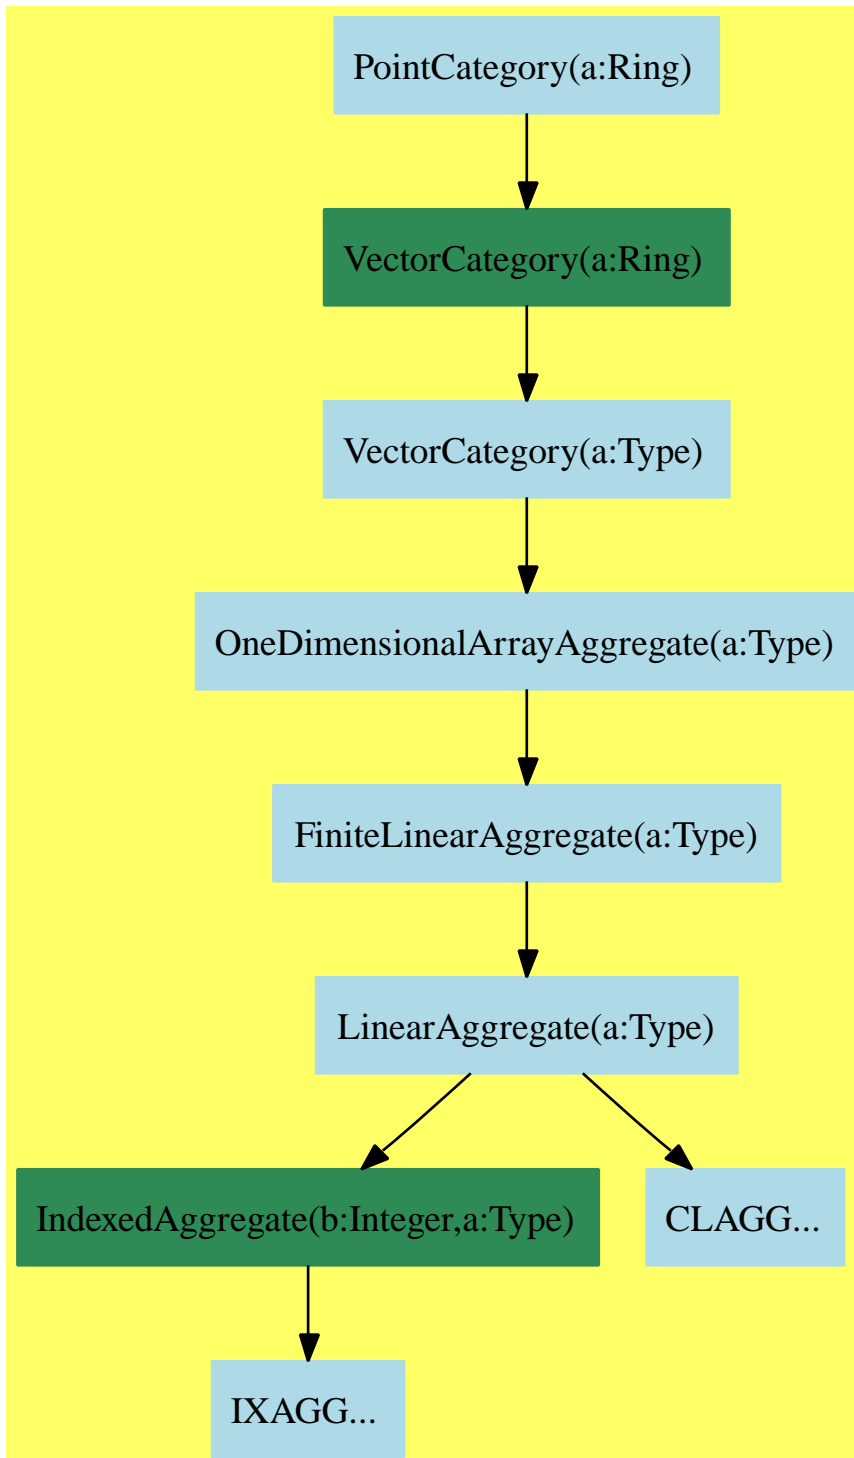 PointCategory(a:Ring)
VectorCategory(a:Ring)
VectorCategory(a:Type)
OneDimensionalArrayAggregate(a:Type)
FiniteLinearAggregate(a:Type)
LinearAggregate(a:Type)
IndexedAggregate(b:Integer,a:Type)
CLAGG...
IXAGG...